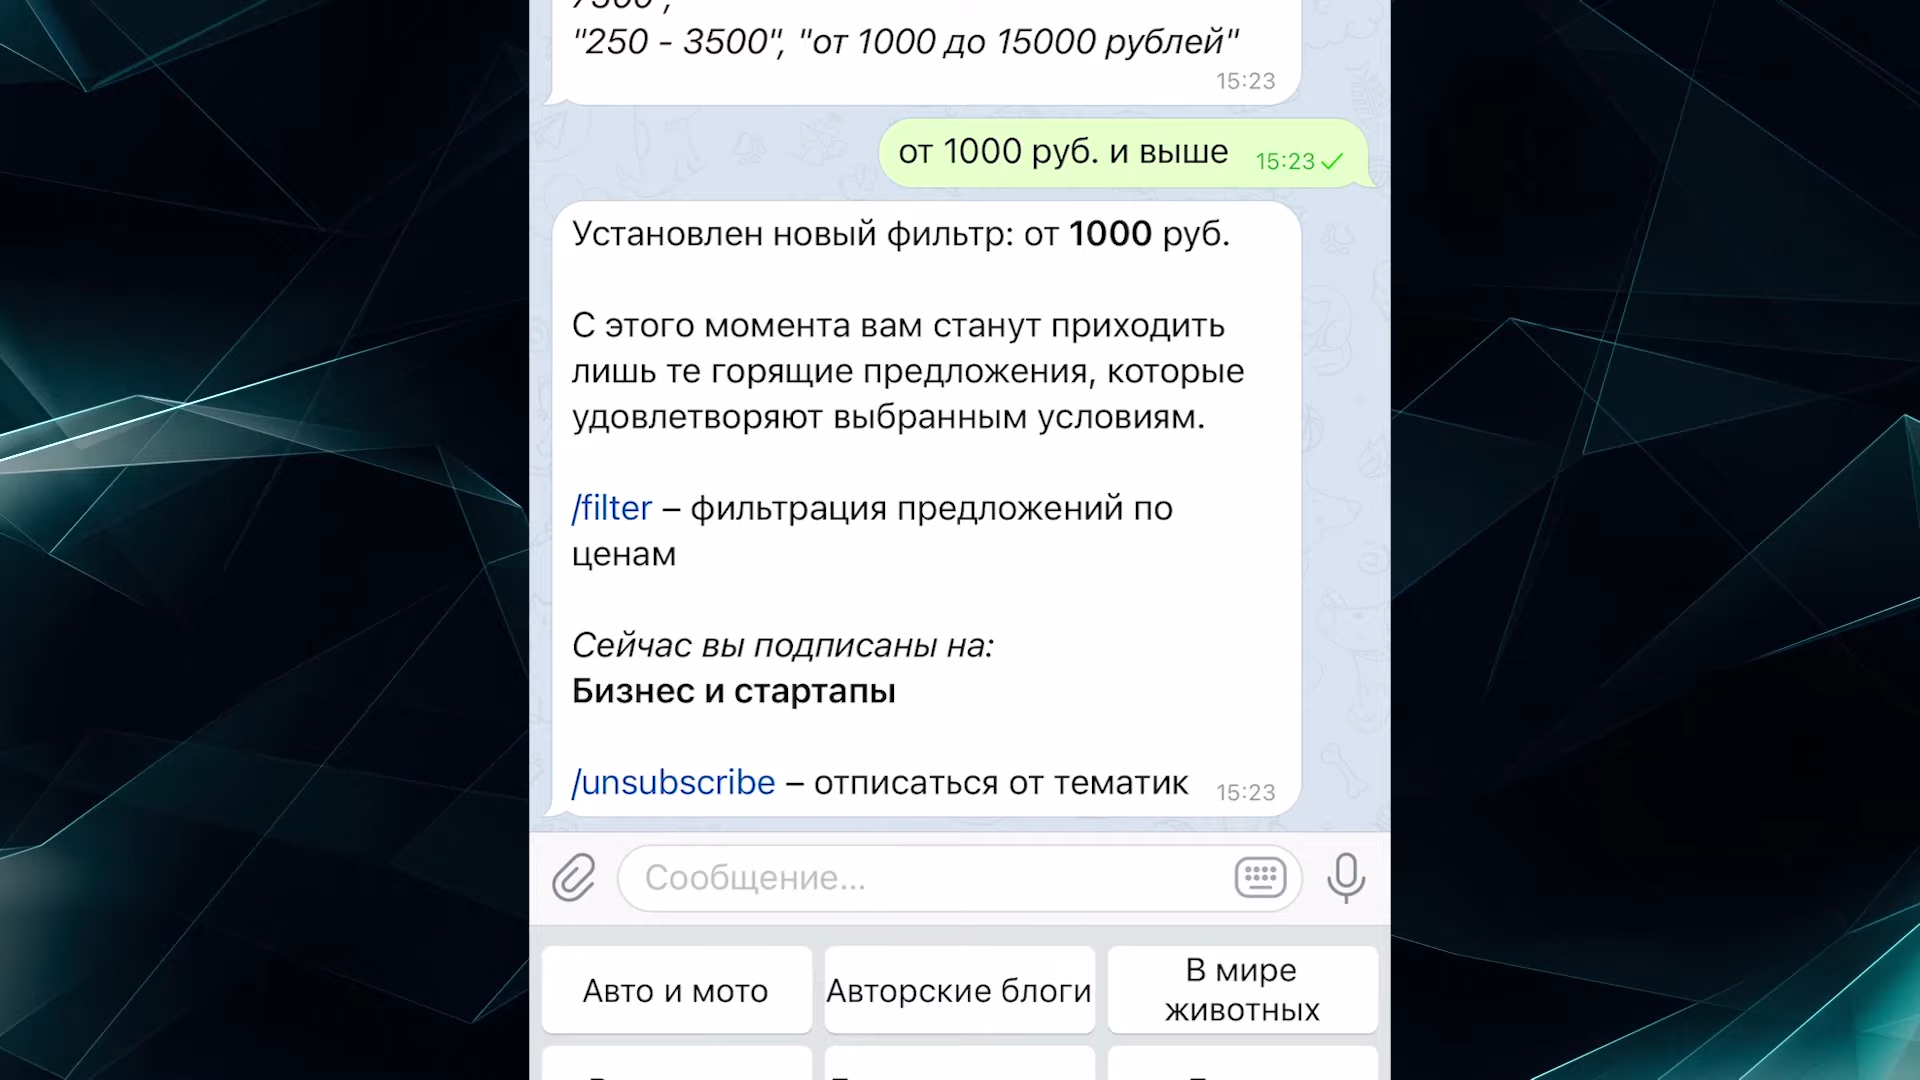 "250 - 3500", "от 1000 до 15000 рублей"
15:23
от 1000 руб. и выше 15:23
Установлен новый фильтр: от 1000 руб.
С этого момента вам станут приходить
лишь те горящие предложения, которые
удовлетворяют выбранным условиям.
/filter – фильтрация предложений по
ценам
Сейчас вы подписаны на:
Бизнес и стартапы
/unsubscribe – отписаться от тематик 15:23
Сообщение...
Авто и мото
Авторские блоги
В мире
животных